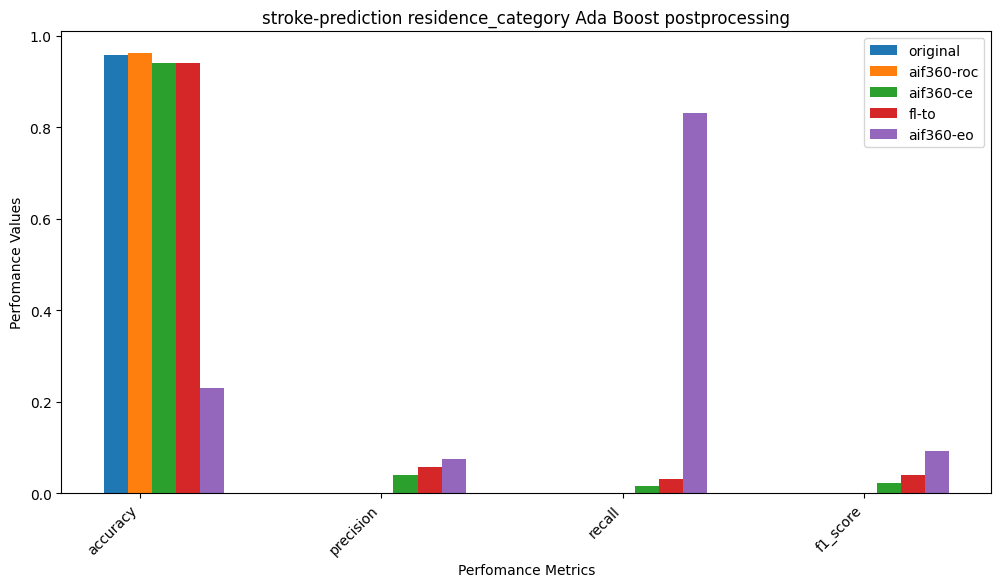 stroke-prediction residence_category Ada Boost postprocessing
original
aif360-roc
aif360-ce
fl-to
aif360-eo
Perfomance Values
1.0
0.8
0.6
0.4
0.2
0.0
accuracy
precision
recall
f1_score
Perfomance Metrics